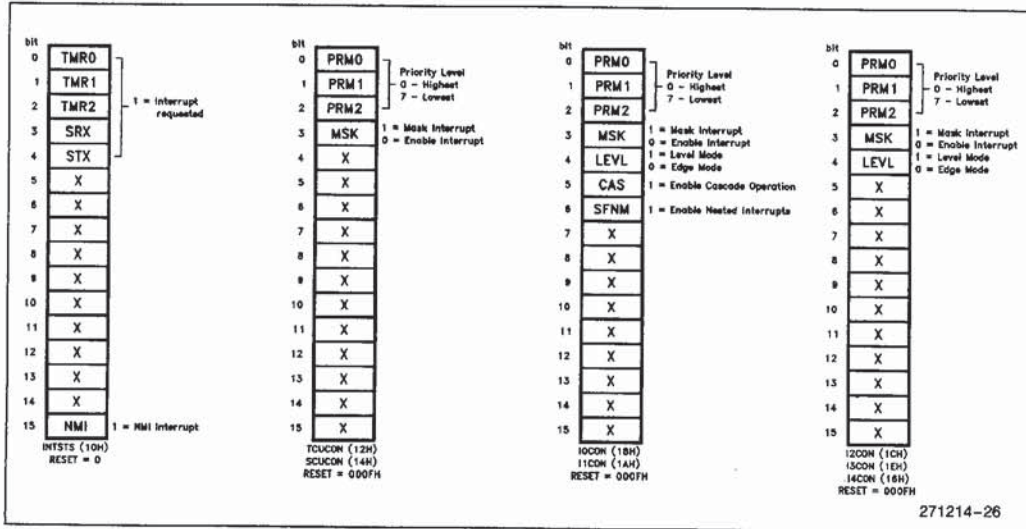 bit
0 TMR0
1 TMR1
2 TMR2
3 SRX
4 STX
5 X
6 X
7 X
8 X
9 X
10 X
11 X
12 X
13 X
14 X
15 NMI
1 = Interrupt
requested
1 = NMI Interrupt
INTSTS (10H)
RESET = 0
bit
0 PRM0
1 PRM1
2 PRM2
3 MSK
4 X
5 X
6 X
7 X
8 X
9 X
10 X
11 X
12 X
13 X
14 X
15 X
Priority Level
0 - Highest
7 - Lowest
1 = Mask Interrupt
0 = Enable Interrupt
TCUCON (12H)
SCUCON (14H)
RESET = 000FH
bit
0 PRM0
1 PRM1
2 PRM2
3 MSK
4 LEVL
5 CAS
6 SFNM
7 X
8 X
9 X
10 X
11 X
12 X
13 X
14 X
15 X
Priority Level
0 - Highest
7 - Lowest
1 = Mask Interrupt
0 = Enable Interrupt
1 = Level Mode
0 = Edge Mode
1 = Enable Cascade Operation
1 = Enable Nested Interrupts
I0CON (18H)
I1CON (1AH)
RESET = 000FH
bit
0 PRM0
1 PRM1
2 PRM2
3 MSK
4 LEVL
5 X
6 X
7 X
8 X
9 X
10 X
11 X
12 X
13 X
14 X
15 X
Priority Level
0 - Highest
7 - Lowest
1 = Mask Interrupt
0 = Enable Interrupt
1 = Level Mode
0 = Edge Mode
I2CON (1CH)
I3CON (1EH)
I4CON (16H)
RESET = 000FH
271214-26